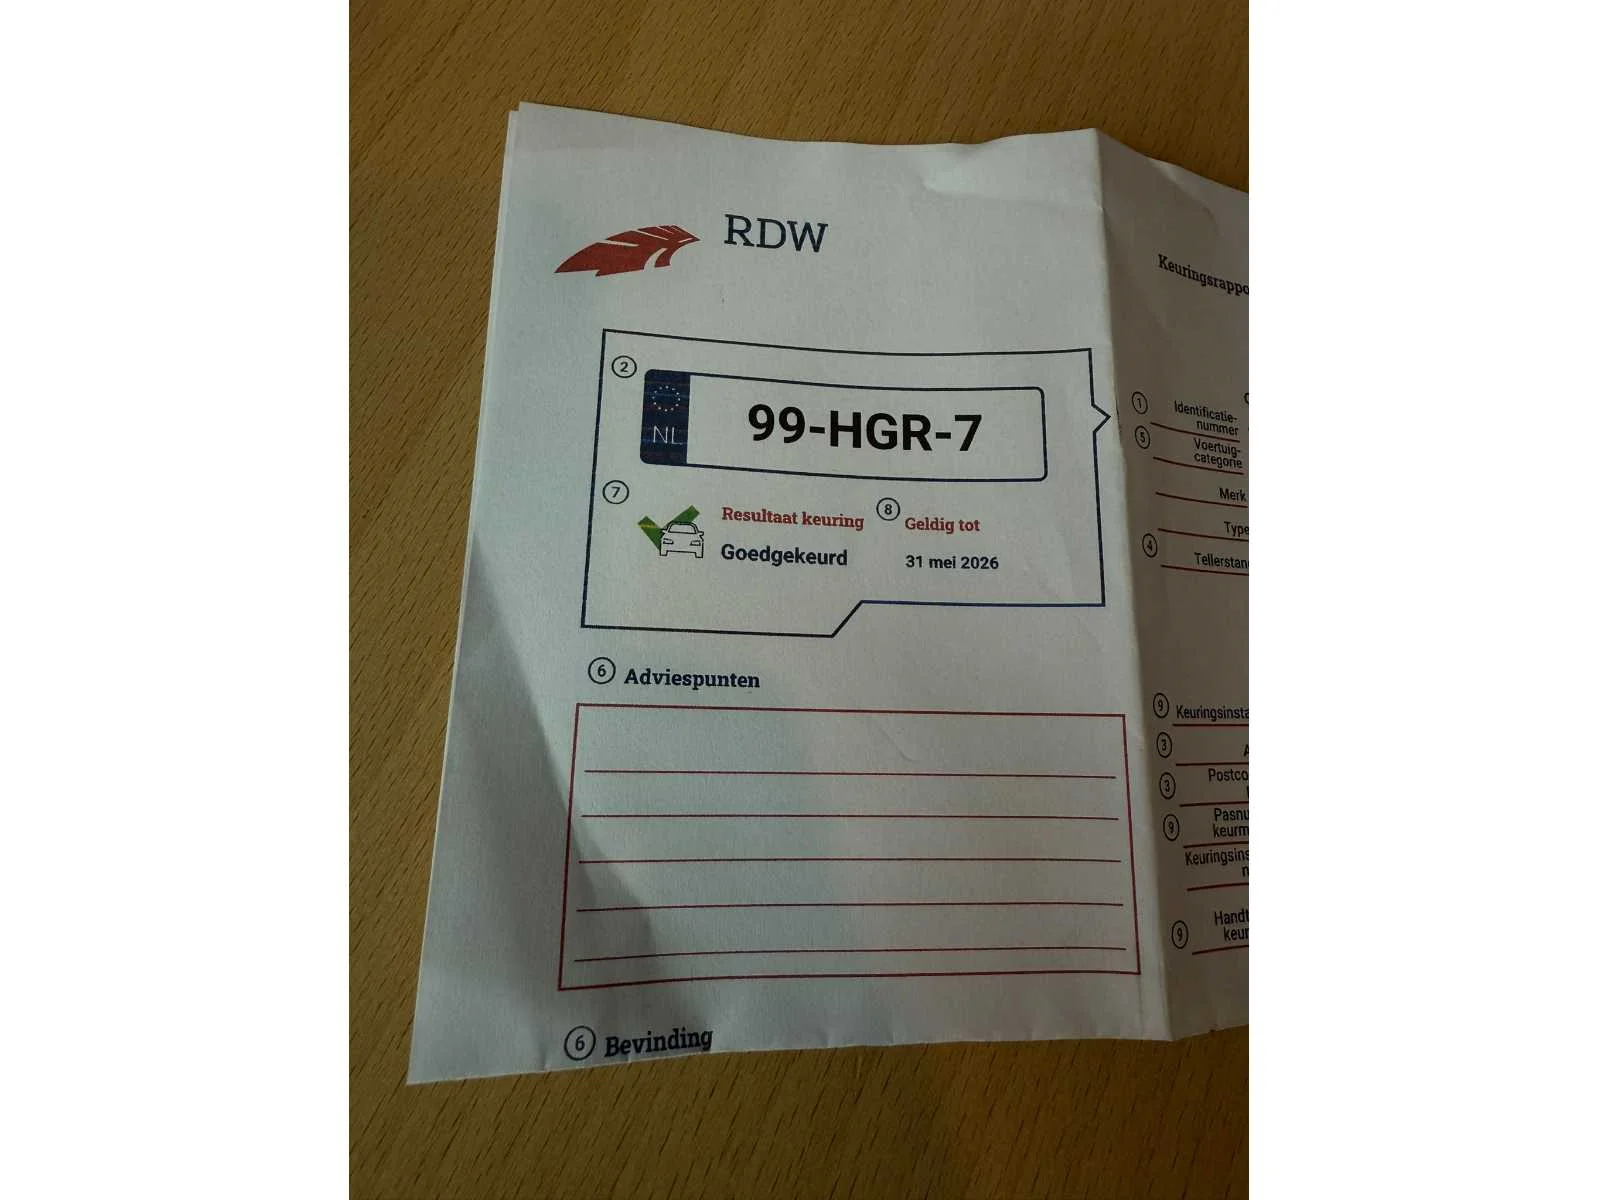 RDW
2
NL
99-HGR-7
7
Resultaat keuring
8
Geldig tot
Goedgekeurd
31 mei 2026
6 Adviespunten
6 Bevinding
1 Identificatie-
nummer
5 Voertuig-
categorie
Merk
Type
4 Tellerstan
9 Keuringsinsta
3 A
3 Postco
9 Pasnu
keurm
Keuringsins
n
9 Handt
keur
Keuringsrappo